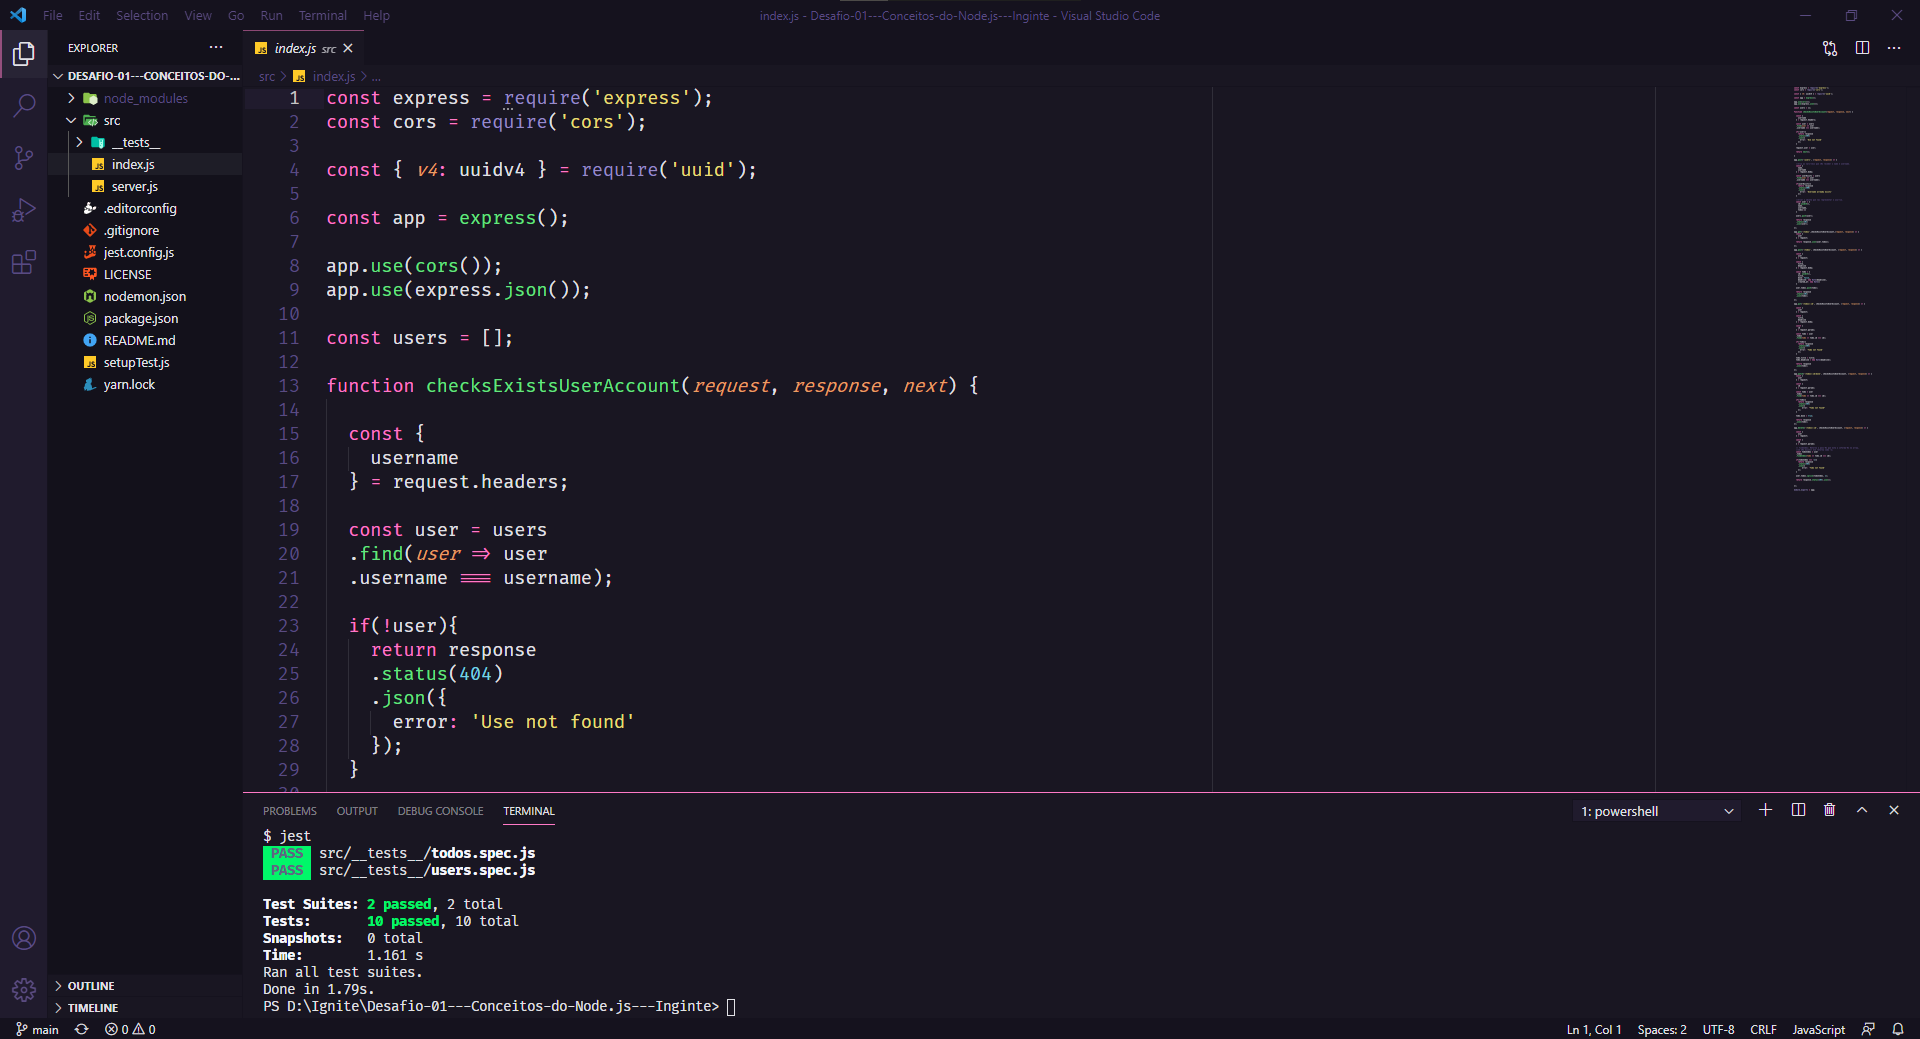 File Edit Selection View Go Run Terminal Help
index.js - Desafio-01---Conceitos-do-Node.js---Inginte - Visual Studio Code
EXPLORER
DESAFIO-01---CONCEITOS-DO-...
node_modules
src
__tests__
index.js
server.js
.editorconfig
.gitignore
jest.config.js
LICENSE
nodemon.json
package.json
README.md
setupTest.js
yarn.lock
OUTLINE
TIMELINE
index.js src
src > index.js > ...
1 const express = require('express');
2 const cors = require('cors');
3
4 const { v4: uuidv4 } = require('uuid');
5
6 const app = express();
7
8 app.use(cors());
9 app.use(express.json());
10
11 const users = [];
12
13 function checksExistsUserAccount(request, response, next) {
14
15 const {
16 username
17 } = request.headers;
18
19 const user = users
20 .find(user => user
21 .username === username);
22
23 if(!user){
24 return response
25 .status(404)
26 .json({
27 error: 'Use not found'
28 });
29 }
30
PROBLEMS OUTPUT DEBUG CONSOLE TERMINAL
1: powershell
$ jest
PASS src/__tests__/todos.spec.js
PASS src/__tests__/users.spec.js
Test Suites: 2 passed, 2 total
Tests: 10 passed, 10 total
Snapshots: 0 total
Time: 1.161 s
Ran all test suites.
Done in 1.79s.
PS D:\Ignite\Desafio-01---Conceitos-do-Node.js---Inginte>
main 0 0
Ln 1, Col 1 Spaces: 2 UTF-8 CRLF JavaScript